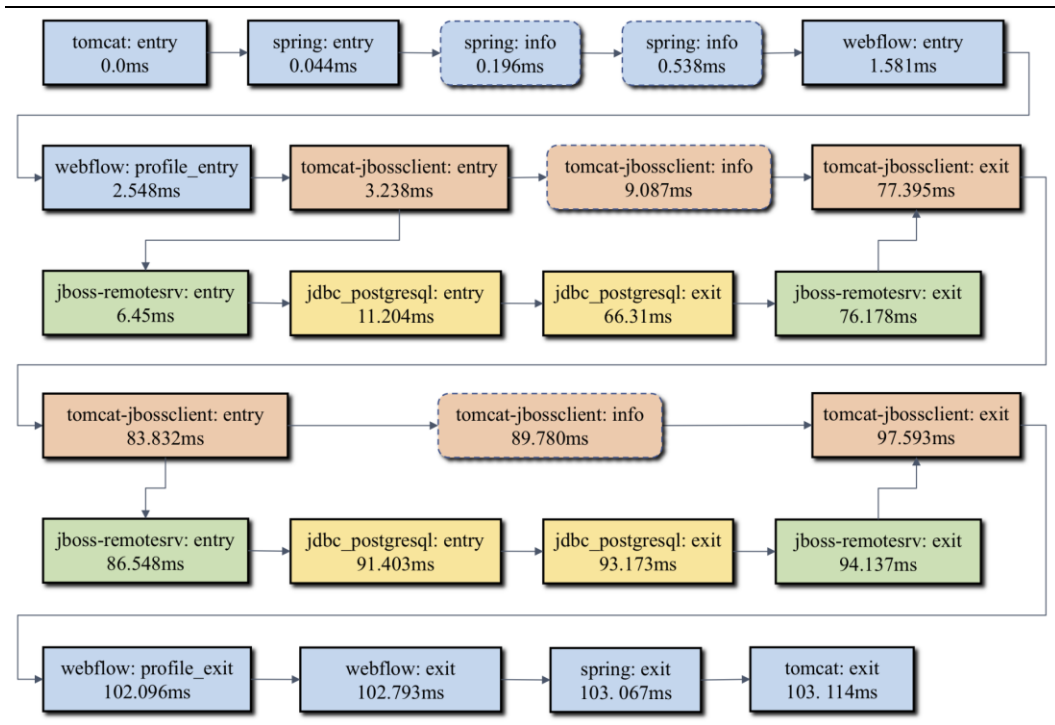 tomcat: entry
0.0ms
spring: entry
0.044ms
spring: info
0.196ms
spring: info
0.538ms
webflow: entry
1.581ms
webflow: profile_entry
2.548ms
tomcat-jbossclient: entry
3.238ms
tomcat-jbossclient: info
9.087ms
tomcat-jbossclient: exit
77.395ms
jboss-remotesrv: entry
6.45ms
jdbc_postgresql: entry
11.204ms
jdbc_postgresql: exit
66.31ms
jboss-remotesrv: exit
76.178ms
tomcat-jbossclient: entry
83.832ms
tomcat-jbossclient: info
89.780ms
tomcat-jbossclient: exit
97.593ms
jboss-remotesrv: entry
86.548ms
jdbc_postgresql: entry
91.403ms
jdbc_postgresql: exit
93.173ms
jboss-remotesrv: exit
94.137ms
webflow: profile_exit
102.096ms
webflow: exit
102.793ms
spring: exit
103. 067ms
tomcat: exit
103. 114ms